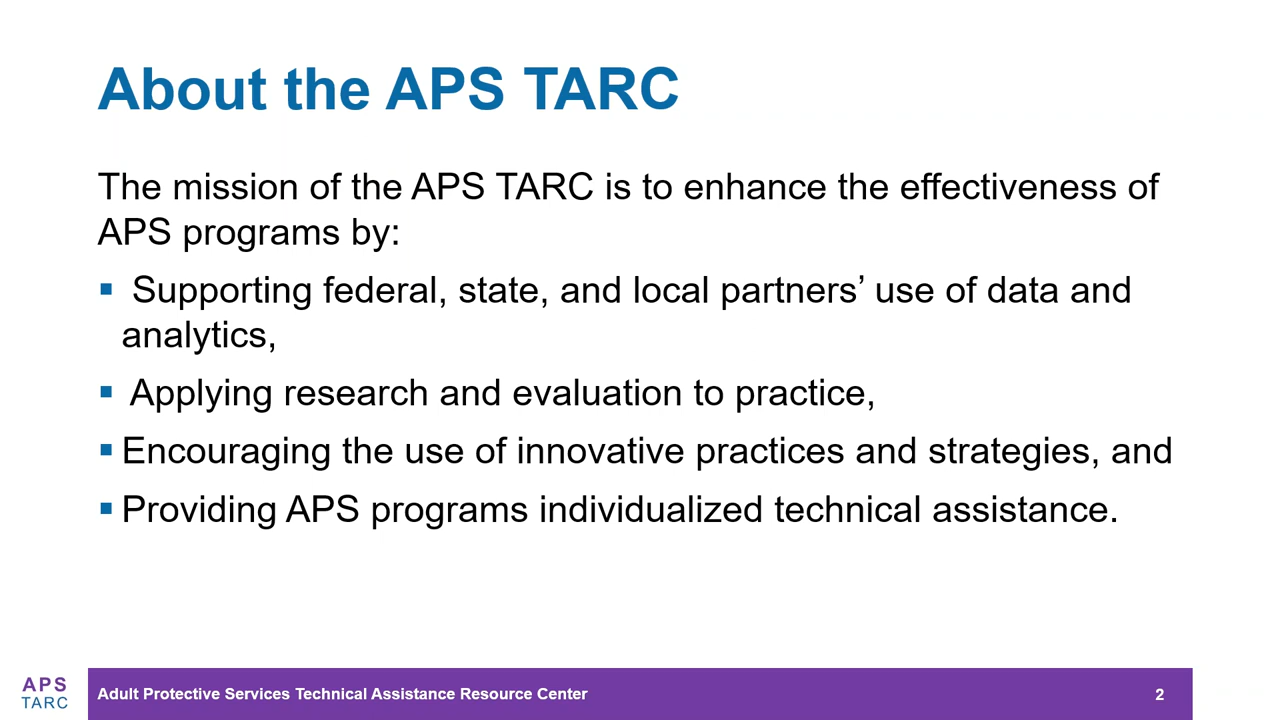 About the APS TARC
The mission of the APS TARC is to enhance the effectiveness of
APS programs by:
▪ Supporting federal, state, and local partners’ use of data and
analytics,
▪ Applying research and evaluation to practice,
▪ Encouraging the use of innovative practices and strategies, and
▪ Providing APS programs individualized technical assistance.
APS
TARC
Adult Protective Services Technical Assistance Resource Center
2